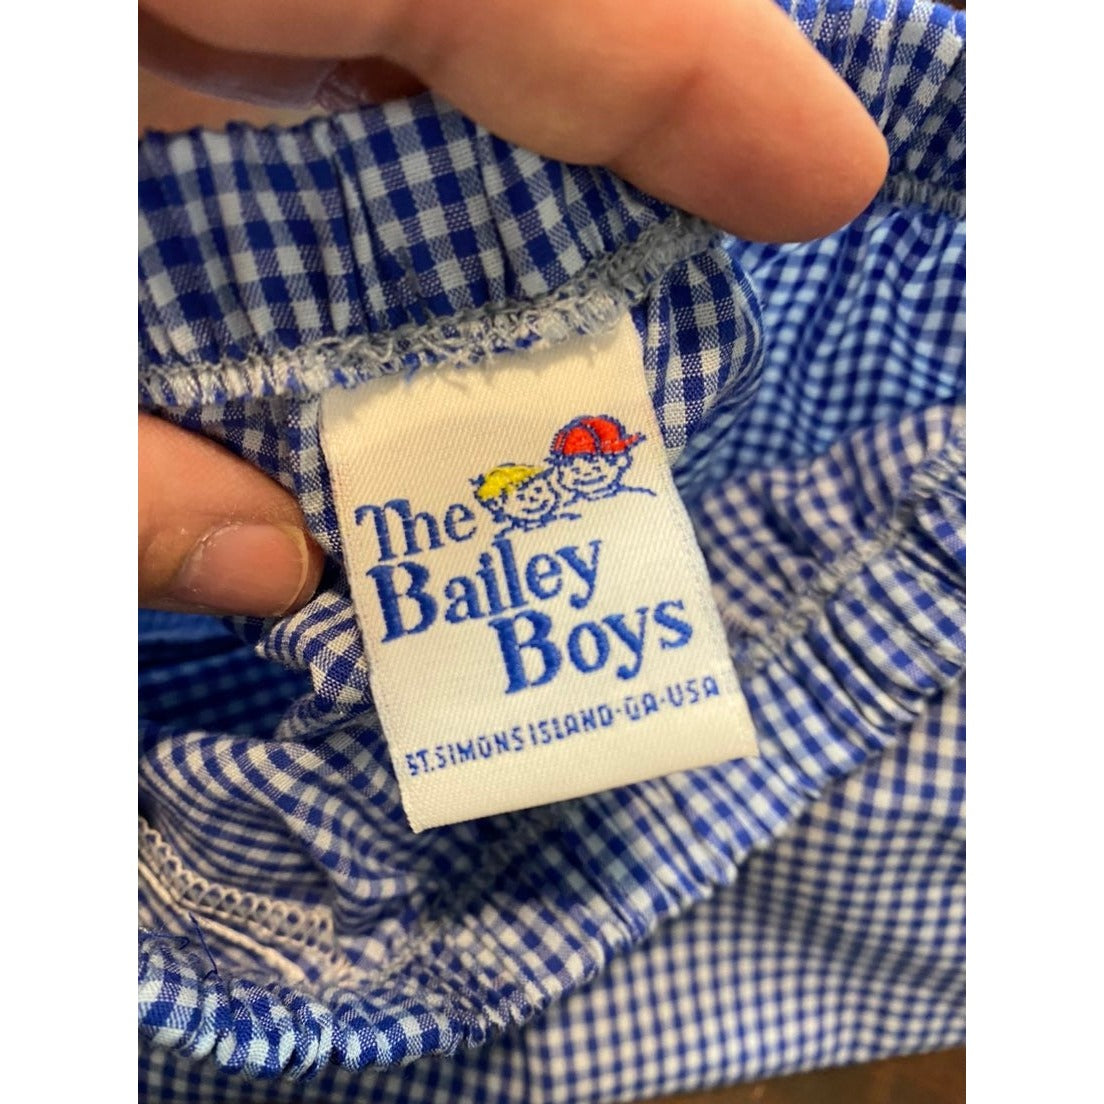 The
Bailey
Boys
ST.SIMONS ISLAND-GA-USA